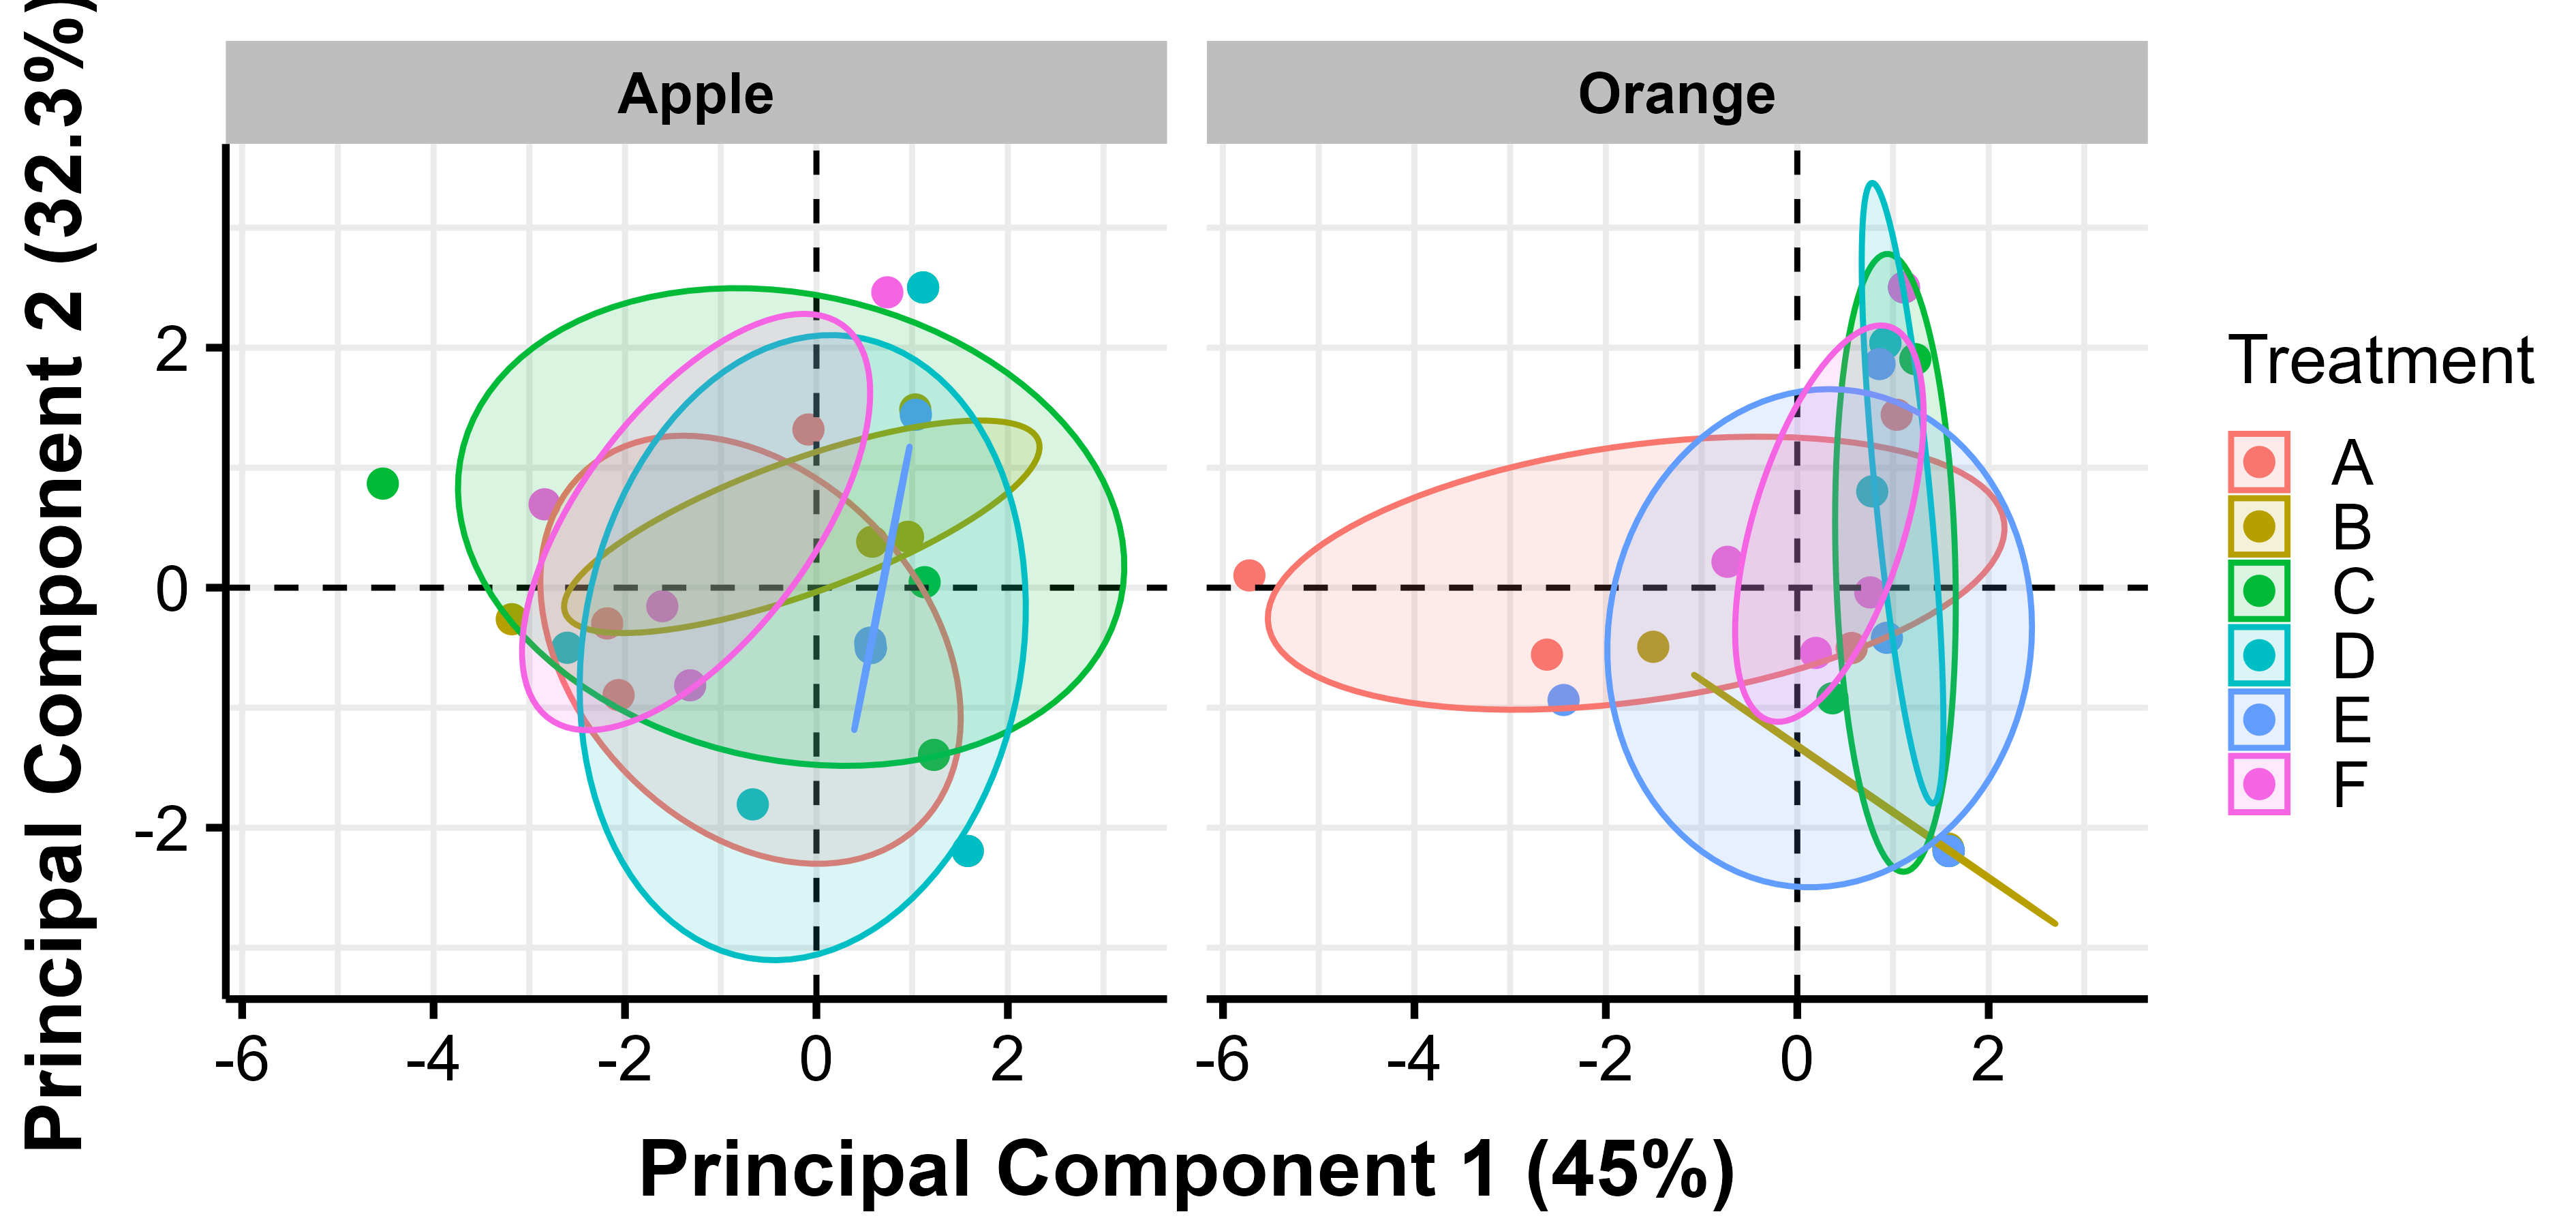 Principal Component 2 (32.3%)
Apple
Orange
2
0
-2
-6
-4
-2
0
2
-6
-4
-2
0
2
Principal Component 1 (45%)
Treatment
A
B
C
D
E
F